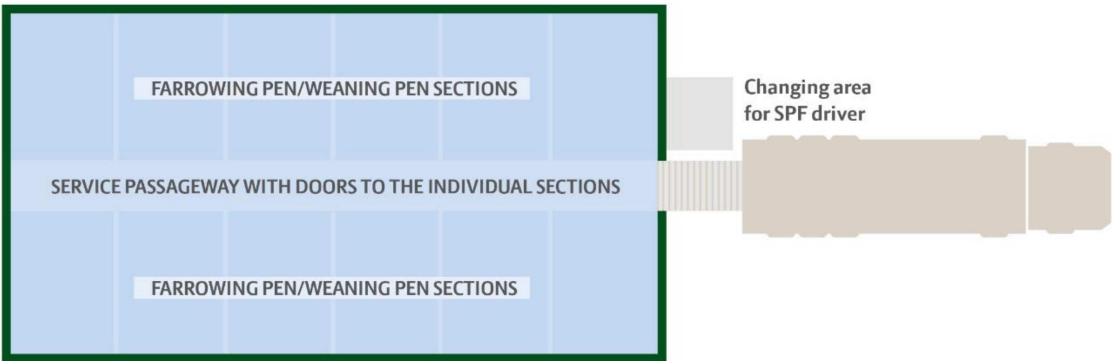 FARROWING PEN/WEANING PEN SECTIONS
Changing area
for SPF driver
SERVICE PASSAGEWAY WITH DOORS TO THE INDIVIDUAL SECTIONS
FARROWING PEN/WEANING PEN SECTIONS